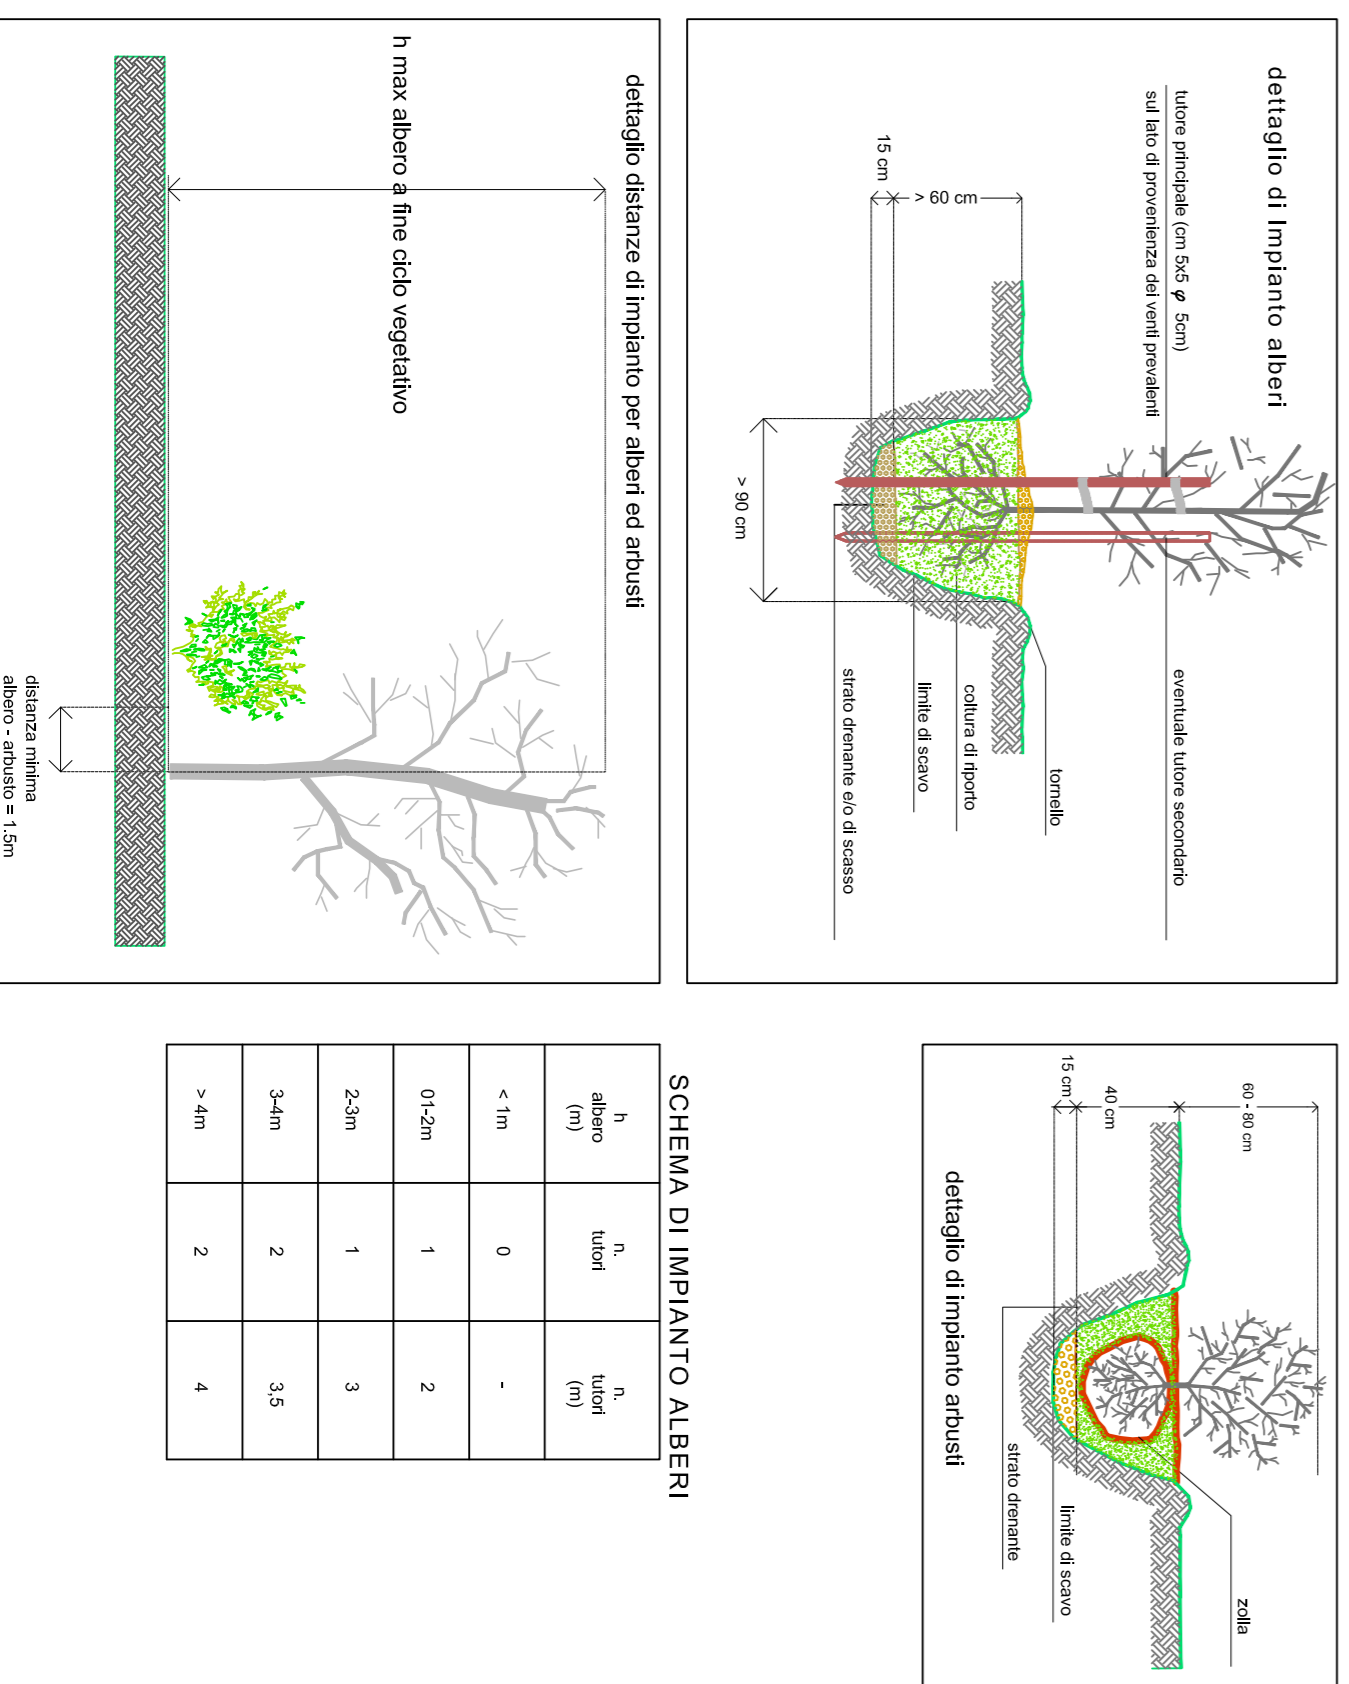 dettaglio di Impianto alberi
tutore principale (cm 5x5 φ 5cm)
sul lato di provenienza dei venti prevalenti
eventuale tutore secondario
15 cm
> 60 cm
> 90 cm
tornello
coltura di riporto
limite di scavo
strato drenante e/o di scasso
60 - 80 cm
40 cm
15 cm
zolla
limite di scavo
strato drenante
dettaglio di impianto arbusti
dettaglio distanze di impianto per alberi ed arbusti
h max albero a fine ciclo vegetativo
distanza minima
albero - arbusto = 1.5m
SCHEMA DI IMPIANTO ALBERI
h albero (m) n. tutori n. tutori (m)
< 1m 0 -
01-2m 1 2
2-3m 1 3
3-4m 2 3,5
> 4m 2 4